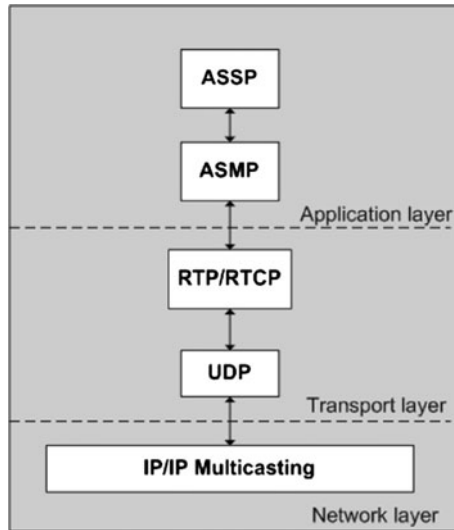 ASSP
ASMP
Application layer
RTP/RTCP
UDP
Transport layer
IP/IP Multicasting
Network layer